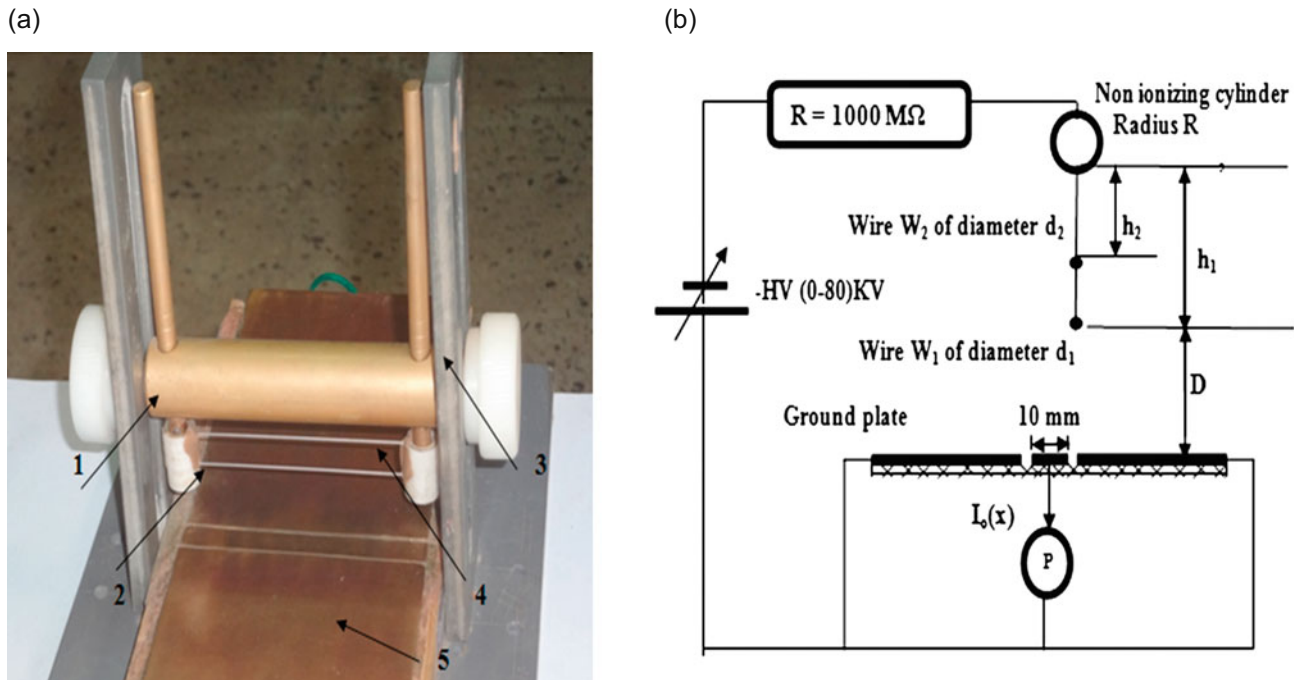 (a)
(b)
1
2
3
4
5
R = 1000 MΩ
Non ionizing cylinder
Radius R
Wire W₂ of diameter d₂
h₂
h₁
-HV (0-80)KV
Wire W₁ of diameter d₁
D
Ground plate
10 mm
I₀(x)
P